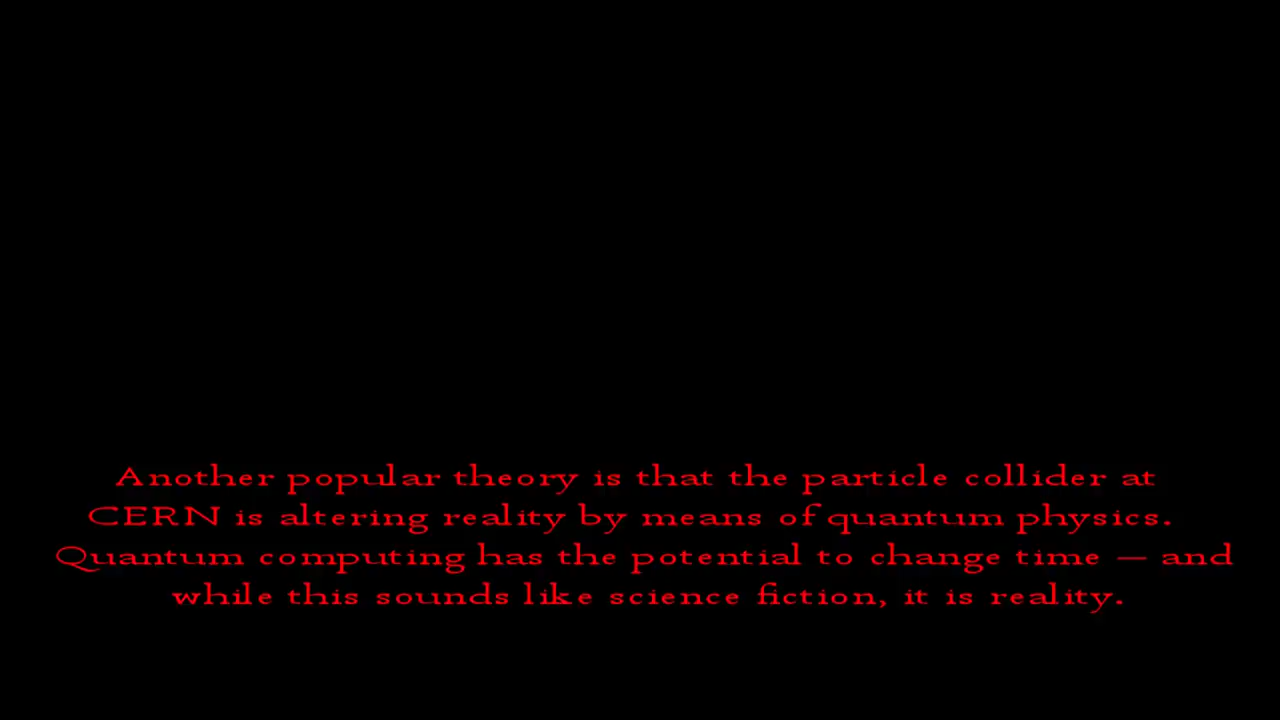 Another popular theory is that the particle collider at
CERN is altering reality by means of quantum physics.
Quantum computing has the potential to change time — and
while this sounds like science fiction, it is reality.